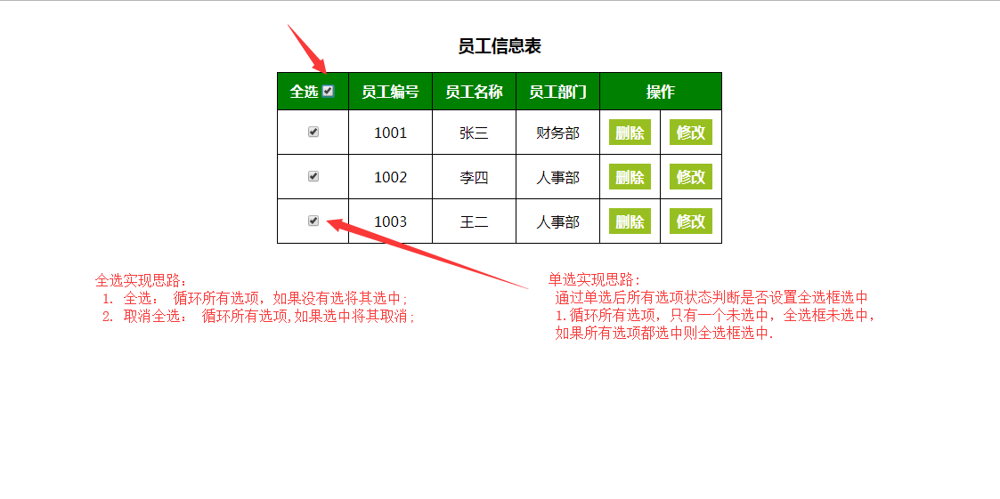 员工信息表
全选 员工编号 员工名称 员工部门 操作
1001 张三 财务部 删除 修改
1002 李四 人事部 删除 修改
1003 王二 人事部 删除 修改
全选实现思路:
1. 全选: 循环所有选项, 如果没有选将其选中;
2. 取消全选: 循环所有选项,如果选中将其取消;
单选实现思路:
通过单选后所有选项状态判断是否设置全选框选中
1.循环所有选项, 只有一个未选中, 全选框未选中,
如果所有选项都选中则全选框选中.